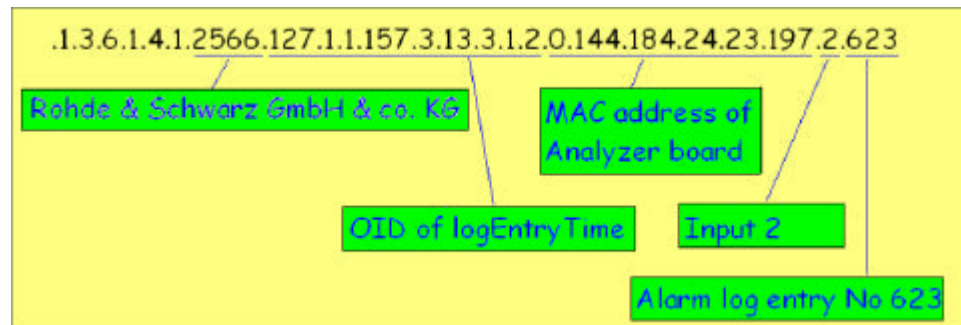 .1.3.6.1.4.1.2566.127.1.1.157.3.13.3.1.2.0.144.184.24.23.197.2.623
Rohde & Schwarz GmbH & co. KG
MAC address of
Analyzer board
OID of logEntryTime
Input 2
Alarm log entry No 623